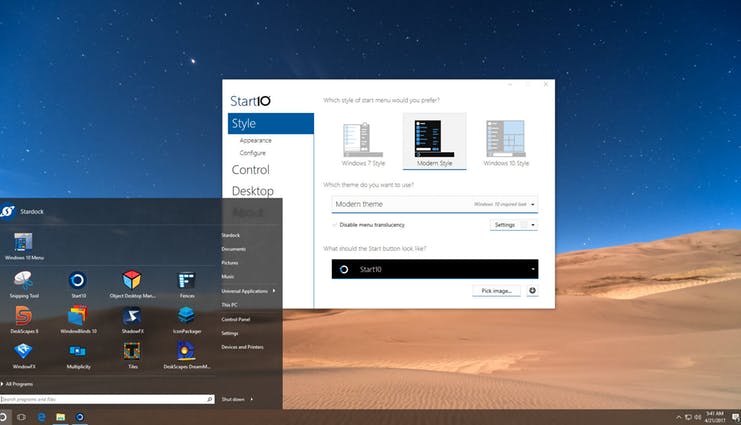 Start10
Which style of start menu would you prefer?
Style
Appearance
Configure
Windows 7 Style
Modern Style
Windows 10 Style
Control
Desktop
Which theme do you want to use?
Modern theme
Windows 10 inspired look
Disable menu translucency
Settings
What should the Start button look like?
Start10
Pick image...
Stardock
Windows 10 Menu
Snipping Tool
Start10
Object Desktop Man...
Fences
DeskScapes 8
WindowBlinds 10
ShadowFX
IconPackager
WindowFX
Multiplicity
Tiles
DeskScapes DreamM...
All Programs
Search programs and files
Stardock
Documents
Pictures
Music
Universal Applications
This PC
Control Panel
Settings
Devices and Printers
Shut down
5:41 AM
4/21/2017